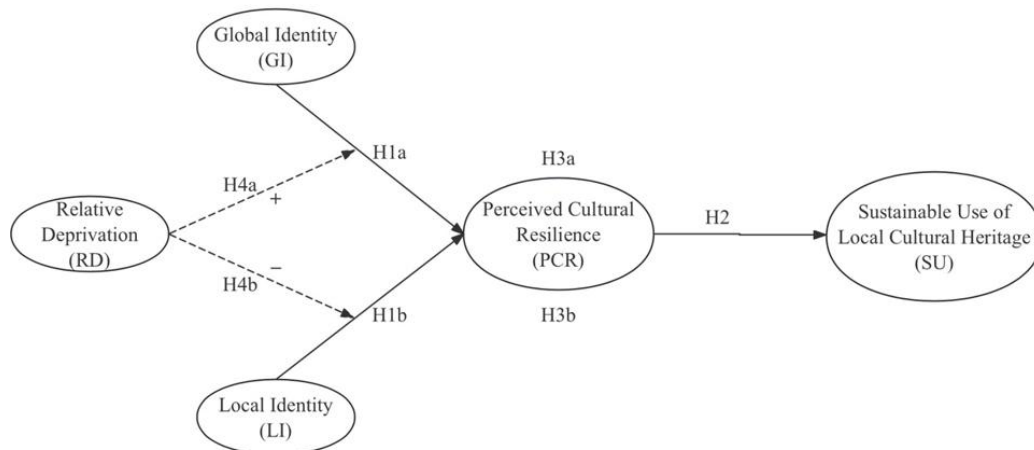 Global Identity
(GI)
H1a
H3a
H4a
+
Relative
Deprivation
(RD)
Perceived Cultural
Resilience
(PCR)
H2
Sustainable Use of
Local Cultural Heritage
(SU)
−
H4b
H1b
H3b
Local Identity
(LI)